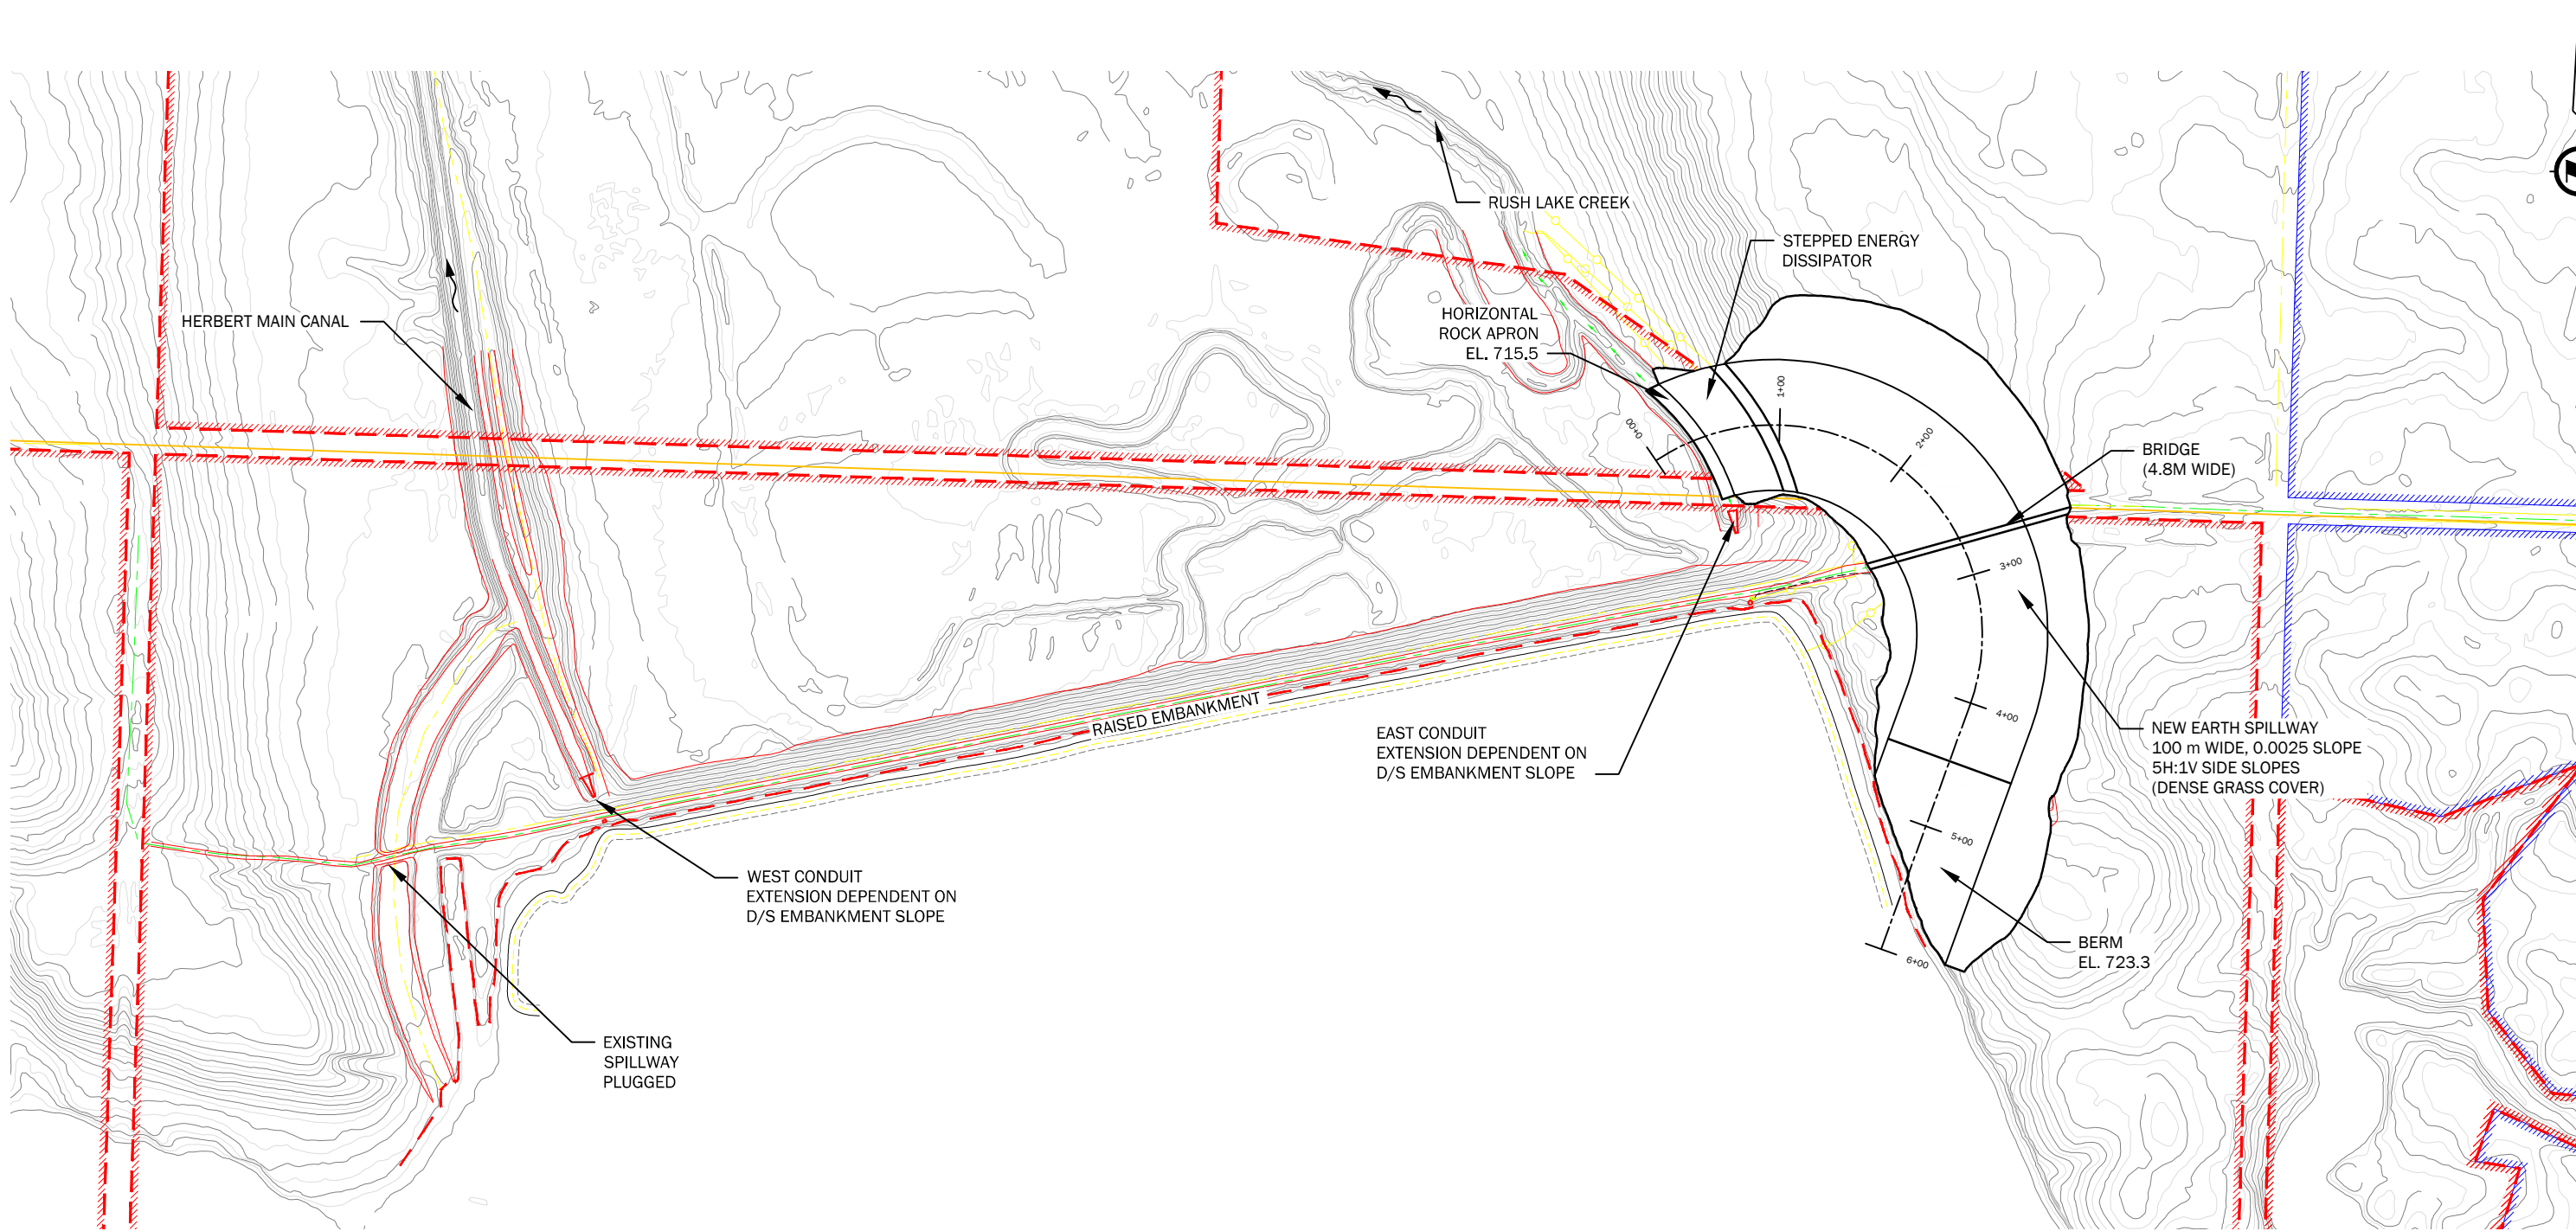 RUSH LAKE CREEK
STEPPED ENERGY
DISSIPATOR
HERBERT MAIN CANAL
HORIZONTAL
ROCK APRON
EL. 715.5
0+00
1+00
2+00
BRIDGE
(4.8M WIDE)
3+00
RAISED EMBANKMENT
4+00
EAST CONDUIT
EXTENSION DEPENDENT ON
D/S EMBANKMENT SLOPE
NEW EARTH SPILLWAY
100 m WIDE, 0.0025 SLOPE
5H:1V SIDE SLOPES
(DENSE GRASS COVER)
5+00
WEST CONDUIT
EXTENSION DEPENDENT ON
D/S EMBANKMENT SLOPE
BERM
EL. 723.3
6+00
EXISTING
SPILLWAY
PLUGGED